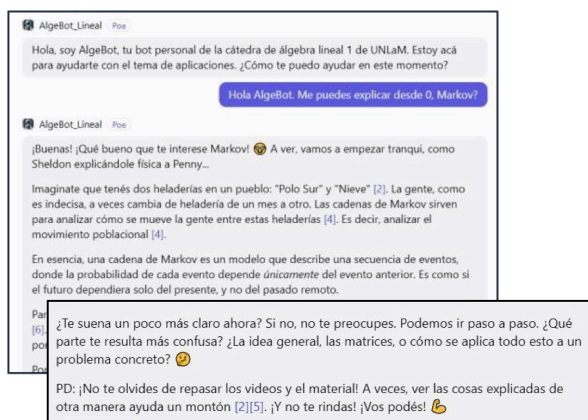 AlgeBot_Lineal Poe
Hola, soy AlgeBot, tu bot personal de la cátedra de álgebra lineal 1 de UNLaM. Estoy acá
para ayudarte con el tema de aplicaciones. ¿Cómo te puedo ayudar en este momento?
Hola AlgeBot. Me puedes explicar desde 0, Markov?
AlgeBot_Lineal Poe
¡Buenas! ¡Qué bueno que te interese Markov! 🤓 A ver, vamos a empezar tranqui, como
Sheldon explicándole física a Penny...
Imaginate que tenés dos heladerías en un pueblo: "Polo Sur" y "Nieve" [2]. La gente, como
es indecisa, a veces cambia de heladería de un mes a otro. Las cadenas de Markov sirven
para analizar cómo se mueve la gente entre estas heladerías [4]. Es decir, analizar el
movimiento poblacional [4].
En esencia, una cadena de Markov es un modelo que describe una secuencia de eventos,
donde la probabilidad de cada evento depende únicamente del evento anterior. Es como si
el futuro dependiera solo del presente, y no del pasado remoto.
[6].
¿Te suena un poco más claro ahora? Si no, no te preocupes. Podemos ir paso a paso. ¿Qué
parte te resulta más confusa? ¿La idea general, las matrices, o cómo se aplica todo esto a un
problema concreto? 🤔
PD: ¡No te olvides de repasar los videos y el material! A veces, ver las cosas explicadas de
otra manera ayuda un montón [2][5]. ¡Y no te rindas! ¡Vos podés! 💪